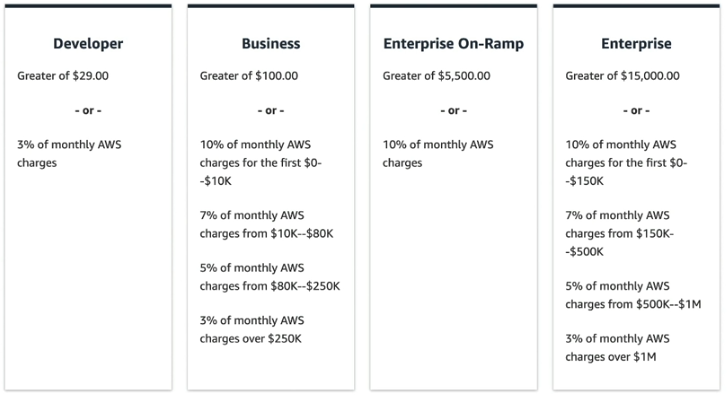 Developer
Greater of $29.00
- or -
3% of monthly AWS
charges
Business
Greater of $100.00
- or -
10% of monthly AWS
charges for the first $0-
-$10K
7% of monthly AWS
charges from $10K--$80K
5% of monthly AWS
charges from $80K--$250K
3% of monthly AWS
charges over $250K
Enterprise On-Ramp
Greater of $5,500.00
- or -
10% of monthly AWS
charges
Enterprise
Greater of $15,000.00
- or -
10% of monthly AWS
charges for the first $0-
-$150K
7% of monthly AWS
charges from $150K-
-$500K
5% of monthly AWS
charges from $500K--$1M
3% of monthly AWS
charges over $1M